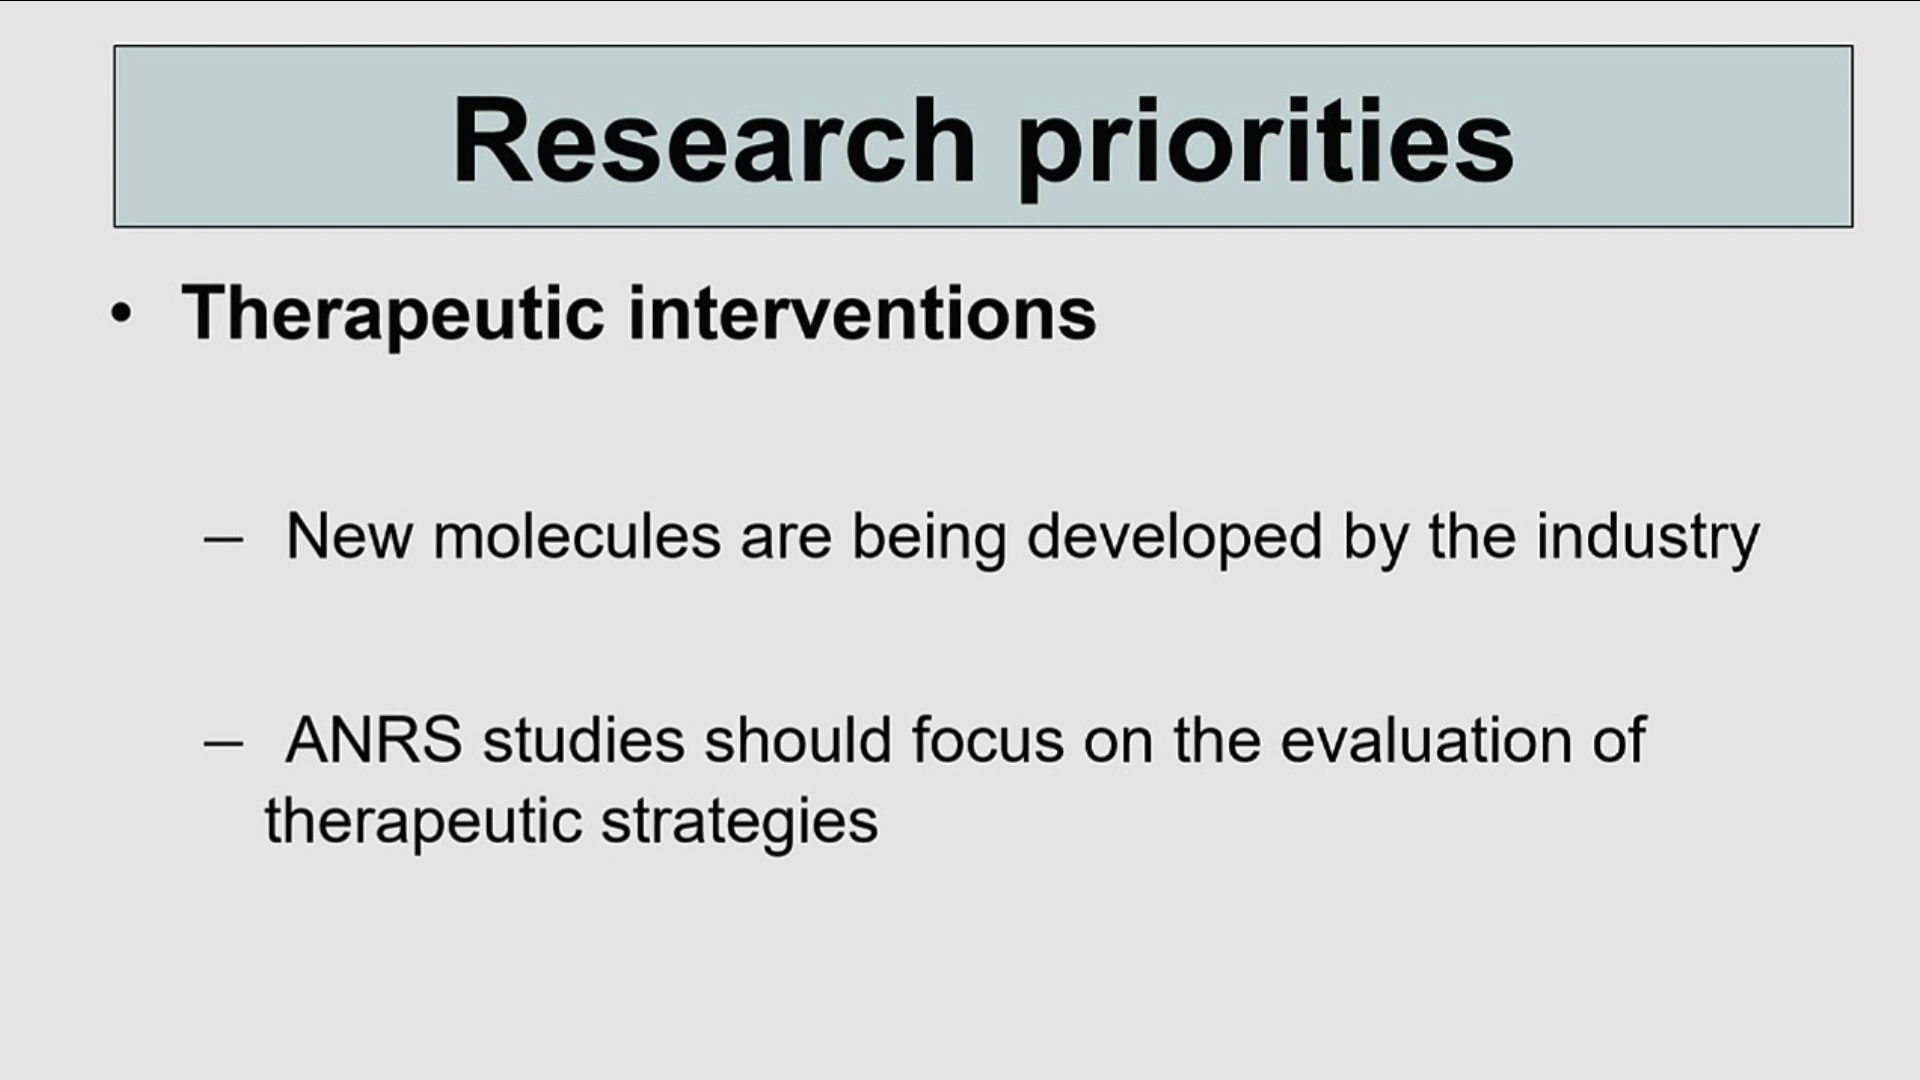 Research priorities
• Therapeutic interventions
– New molecules are being developed by the industry
– ANRS studies should focus on the evaluation of
therapeutic strategies